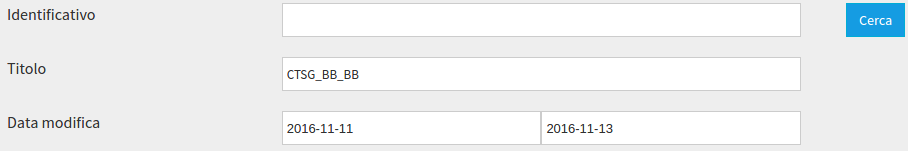 Identificativo
Cerca
Titolo CTSG_BB_BB
Data modifica 2016-11-11 2016-11-13